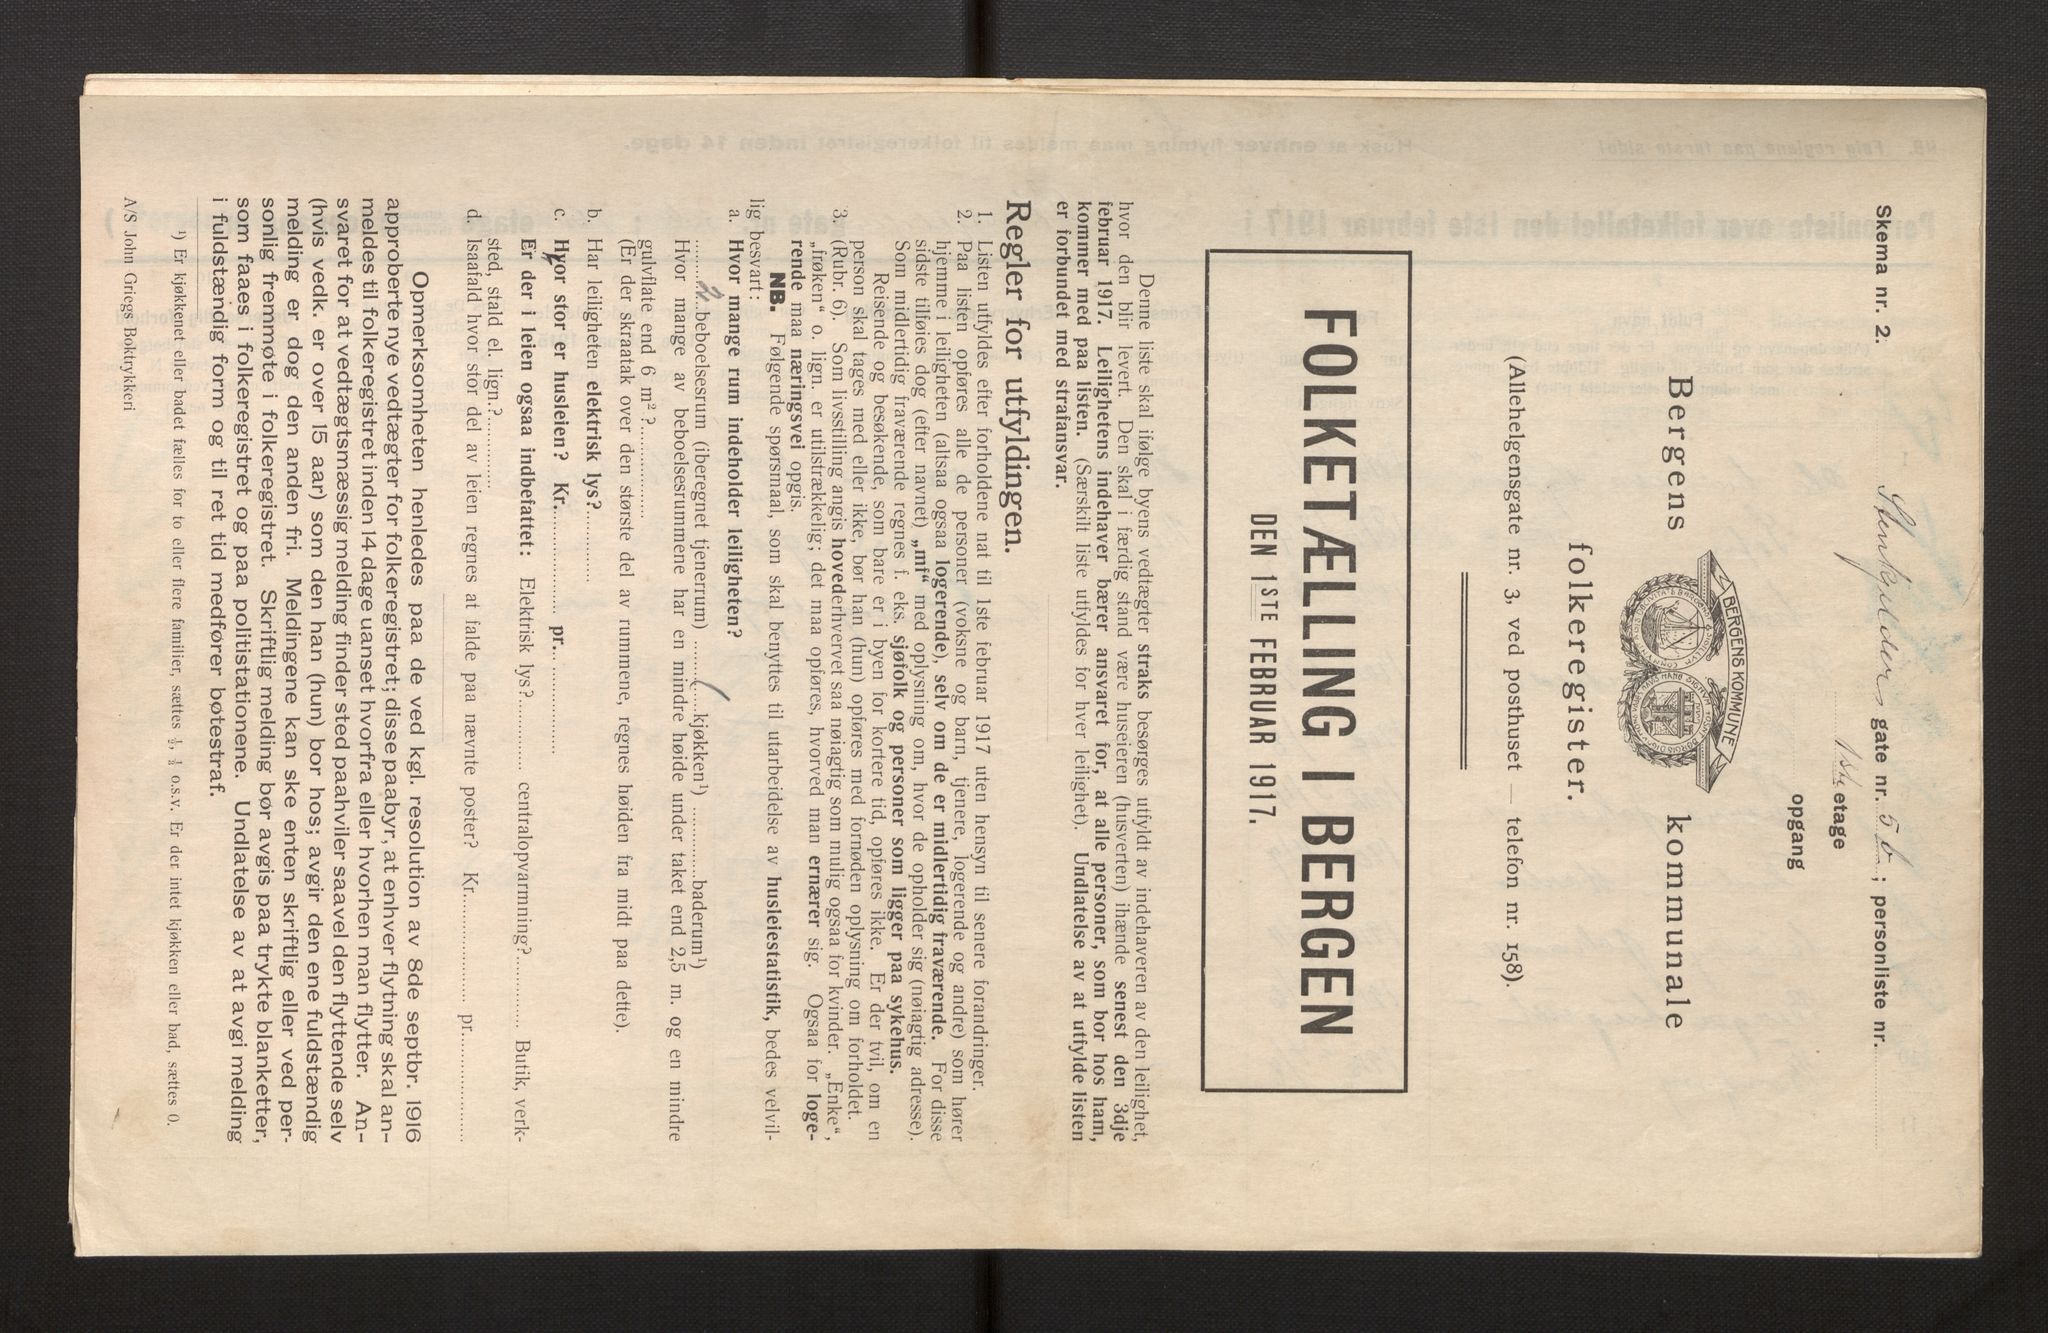 Skema nr. 2.
Stenkjelder gate nr. 5 b ; personliste nr.
1ste etage
opgang
Bergens kommunale
BERGENS KOMMUNE
folkeregister.
(Allehelgensgate nr. 3, ved posthuset — telefon nr. 158).
FOLKETÆLLING I BERGEN
DEN 1STE FEBRUAR 1917.
Denne liste skal ifølge byens vedtægter straks besørges utfyldt av indehaveren av den leilighet,
hvor den blir levert. Den skal i færdig stand være huseieren (husverten) ihænde senest den 3dje
februar 1917. Leilighetens indehaver bærer ansvaret for, at alle personer, som bor hos ham,
kommer med paa listen. (Særskilt liste utfyldes for hver leilighet). Undlatelse av at utfylde listen
er forbundet med strafansvar.
Regler for utfyldingen.
1. Listen utfyldes efter forholdene nat til 1ste februar 1917 uten hensyn til senere forandringer.
2. Paa listen opføres alle de personer (voksne og barn, tjenere, logerende og andre) som hører
hjemme i leiligheten (altsaa ogsaa logerende), selv om de er midlertidig fraværende. For disse
sidste tilføies dog (efter navnet) „mf“ med oplysning om, hvor de opholder sig (nøiagtig adresse).
Som midlertidig fraværende regnes f. eks. sjøfolk og personer som ligger paa sykehus.
Reisende og besøkende, som bare er i byen for kortere tid, opføres ikke. Er der tvil, om en
person skal tages med eller ikke, bør han (hun) opføres med fornøden oplysning om forholdet.
3. (Rubr. 6). Som livsstilling angis hovederhvervet saa nøiagtig som mulig ogsaa for kvinder. „Enke“,
„frøken“ o. lign. er utilstrækkelig; det maa opføres, hvorved man ernærer sig. Ogsaa for loge-
rende maa næringsvei opgis.
NB. Følgende spørsmaal, som skal benyttes til utarbeidelse av husleiestatistik, bedes velvil-
lig besvart:
a. Hvor mange rum indeholder leiligheten?
2 beboelsesrum (iberegnet tjenerrum) 1 kjøkken¹) baderum¹)
Hvor mange av beboelsesrummene har en mindre høide under taket end 2,5 m. og en mindre
gulvflate end 6 m²?
(Er der skraatak over den største del av rummene, regnes høiden fra midt paa dette).
b. Har leiligheten elektrisk lys?
c. Hvor stor er husleien? Kr. pr.
Er der i leien ogsaa indbefattet: Elektrisk lys? centralopvarmning? Butik, verk-
sted, stald el. lign.?
d. Isaafald hvor stor del av leien regnes at falde paa nævnte poster? Kr. pr.
Opmerksomheten henledes paa de ved kgl. resolution av 8de septbr. 1916
approberte nye vedtægter for folkeregistret; disse paabyr, at enhver flytning skal an-
meldes til folkeregistret inden 14 dage uanset hvorfra eller hvorhen man flytter. An-
svaret for at vedtægtsmæssig melding finder sted paahviler saavel den flyttende selv
(hvis vedk. er over 15 aar) som den han (hun) bor hos; avgir den ene fuldstændig
melding er dog den anden fri. Meldingene kan ske enten skriftlig eller ved per-
sonlig fremmøte i folkeregistret. Skriftlig melding bør avgis paa trykte blanketter,
som faaes i folkeregistret og paa politistationene. Undlatelse av at avgi melding
i fuldstændig form og til ret tid medfører bøtestraf.
¹) Er kjøkkenet eller badet fælles for to eller flere familier, sættes ½, ⅓ o.s.v. Er der intet kjøkken eller bad, sættes 0.
A/S John Griegs Boktrykkeri